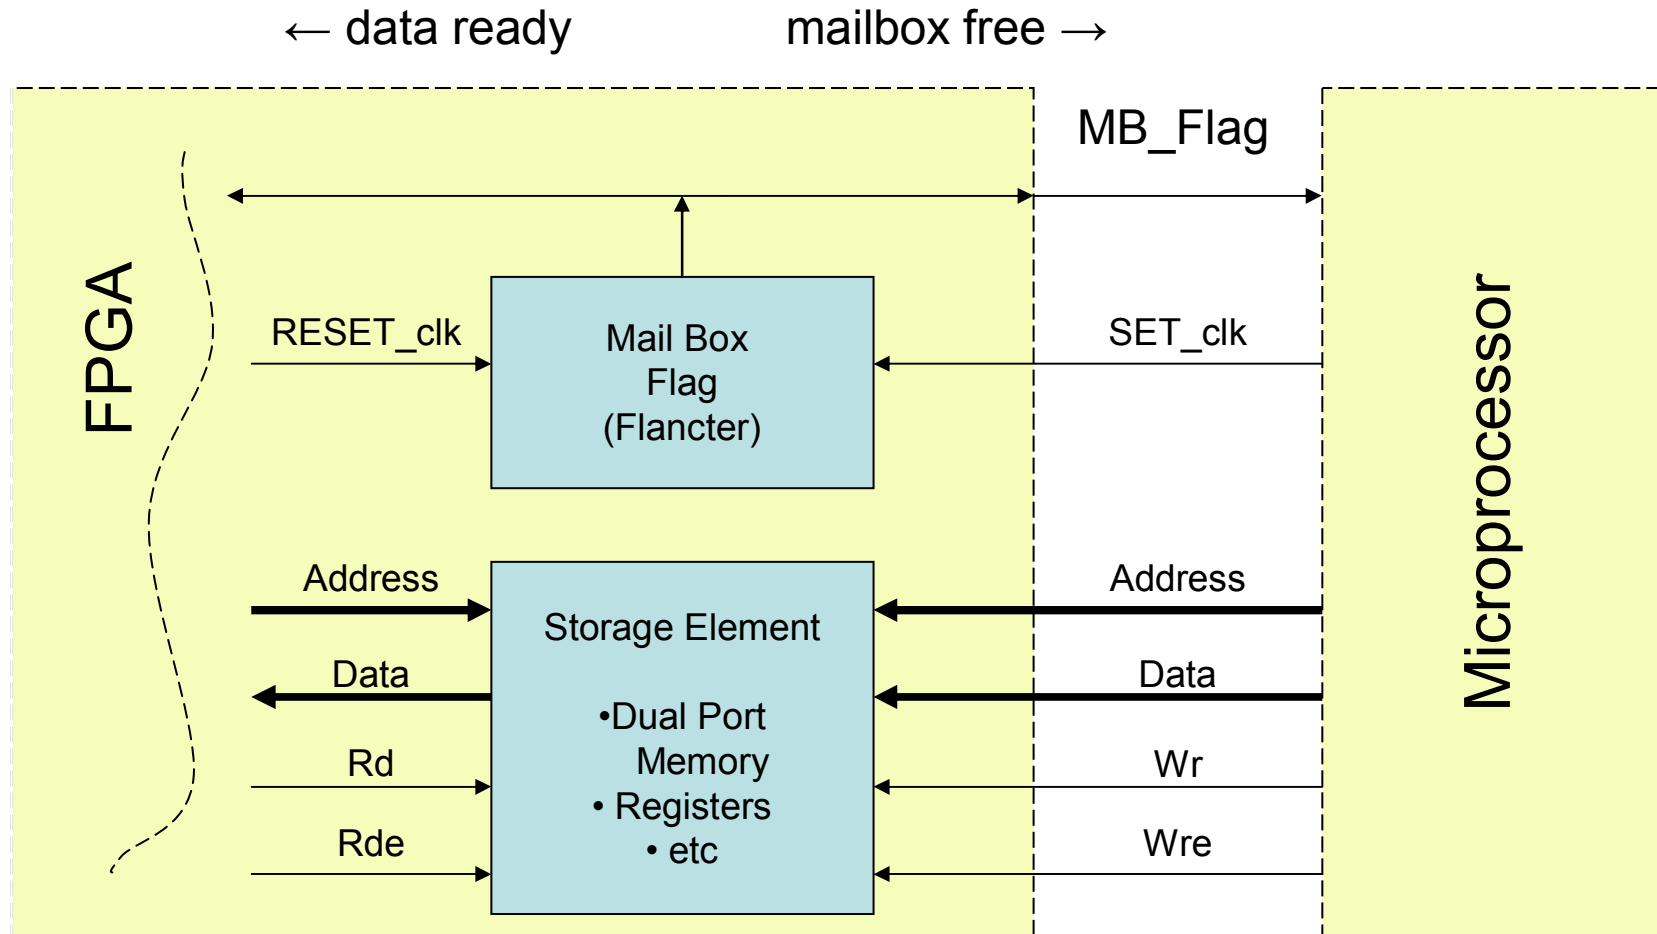 ← data ready
mailbox free →
MB_Flag
FPGA
RESET_clk
Mail Box
Flag
(Flancter)
SET_clk
Microprocessor
Address
Storage Element
Address
Data
•Dual Port
Memory
Data
Rd
• Registers
Wr
Rde
• etc
Wre